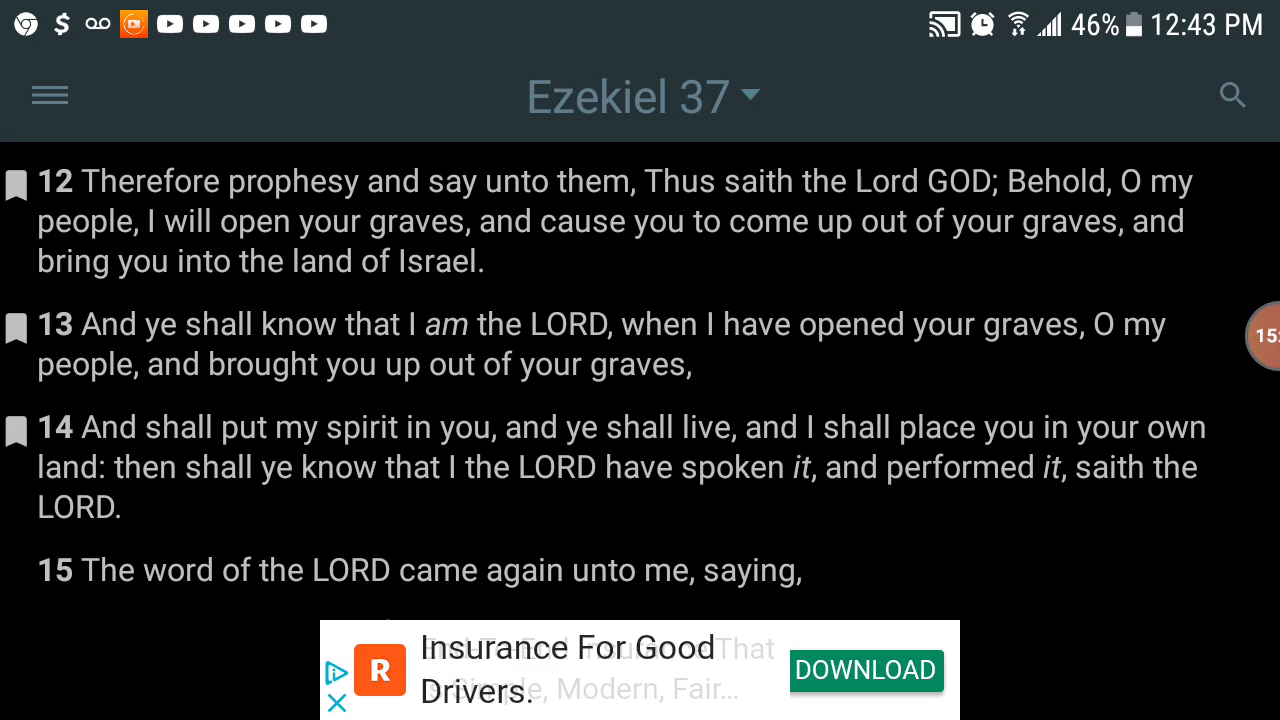 46% 12:43 PM
Ezekiel 37
12 Therefore prophesy and say unto them, Thus saith the Lord GOD; Behold, O my
people, I will open your graves, and cause you to come up out of your graves, and
bring you into the land of Israel.
13 And ye shall know that I am the LORD, when I have opened your graves, O my
people, and brought you up out of your graves,
15:
14 And shall put my spirit in you, and ye shall live, and I shall place you in your own
land: then shall ye know that I the LORD have spoken it, and performed it, saith the
LORD.
15 The word of the LORD came again unto me, saying,
R
Insurance For Good
Drivers.
That
Simple, Modern, Fair...
DOWNLOAD